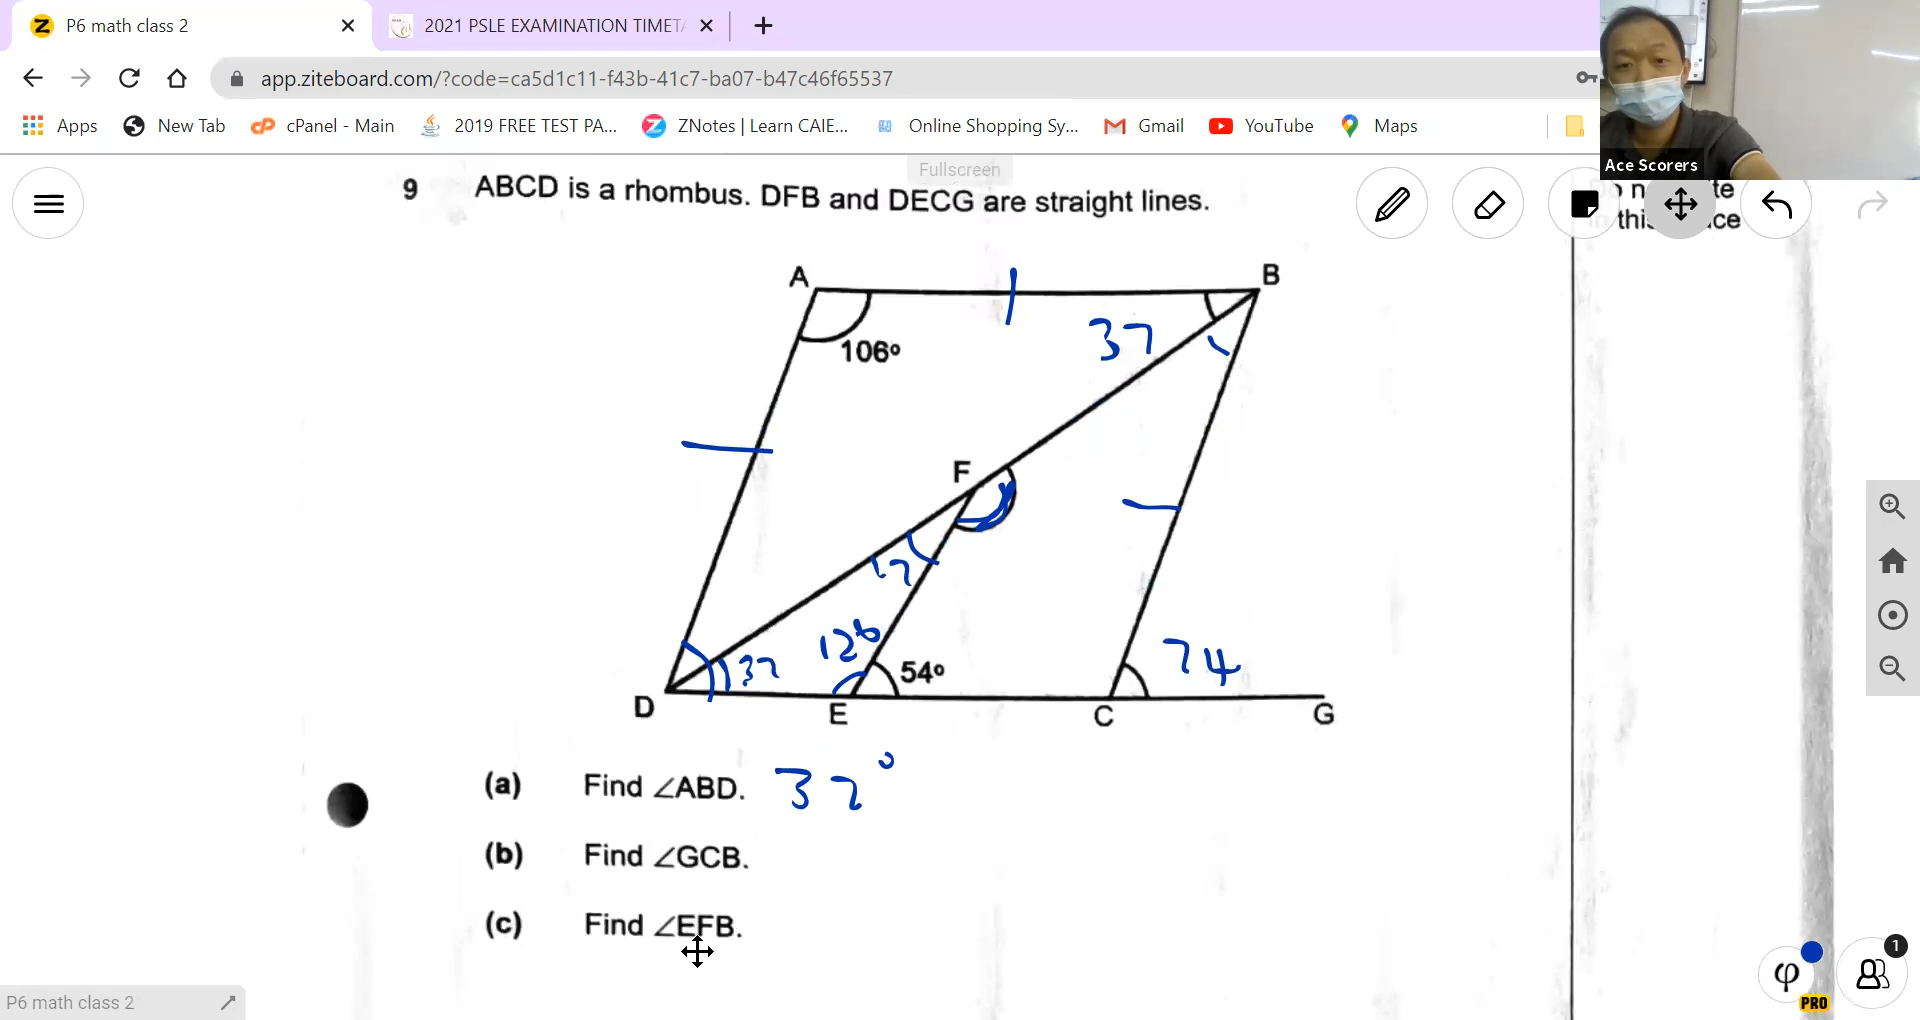 P6 math class 2
2021 PSLE EXAMINATION TIMETA
app.ziteboard.com/?code=ca5d1c11-f43b-41c7-ba07-b47c46f65537
Apps New Tab cPanel - Main 2019 FREE TEST PA... ZNotes | Learn CAIE... Online Shopping Sy... Gmail YouTube Maps
Ace Scorers
Fullscreen
9 ABCD is a rhombus. DFB and DECG are straight lines.
A B
106° 37
F
17
37 126 54° 74
D E C G
(a) Find ∠ABD. 37°
(b) Find ∠GCB.
(c) Find ∠EFB.
P6 math class 2
1
PRO